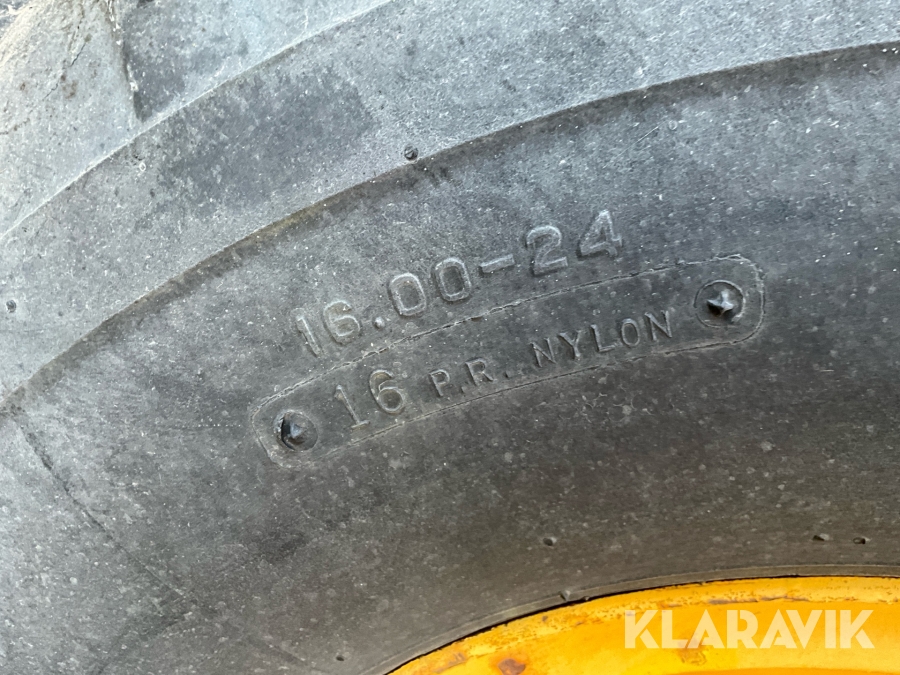 16.00-24
16 P.R. NYLON
KLARAVIK